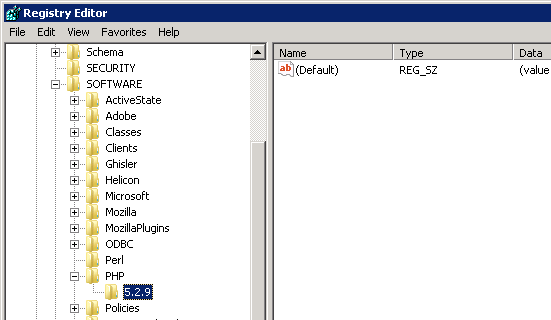 Registry Editor
File Edit View Favorites Help
Schema
SECURITY
SOFTWARE
ActiveState
Adobe
Classes
Clients
Ghisler
Helicon
Microsoft
Mozilla
MozillaPlugins
ODBC
Perl
PHP
5.2.9
Policies
Name Type Data
ab (Default) REG_SZ (value